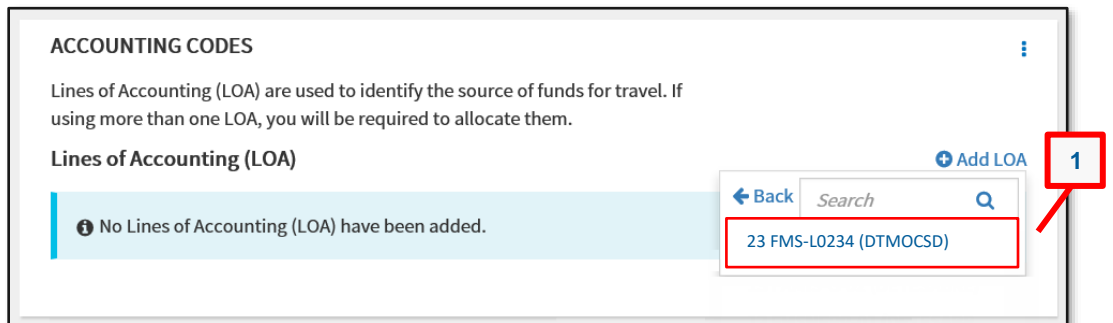 ACCOUNTING CODES
Lines of Accounting (LOA) are used to identify the source of funds for travel. If
using more than one LOA, you will be required to allocate them.
Lines of Accounting (LOA)
Add LOA
1
Back
Search
No Lines of Accounting (LOA) have been added.
23 FMS-L0234 (DTMOCSD)